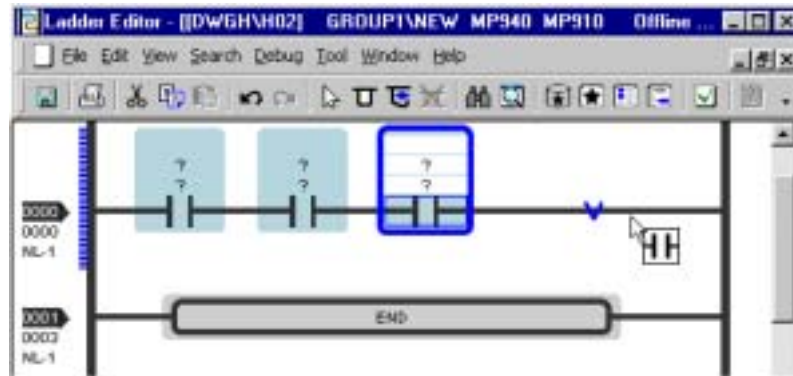 Ladder Editor - [[DWGH\H02] GROUP1\NEW MP940 MP910 Offline ...
File Edit View Search Debug Tool Window Help
? ? ?
? ? ?
0000
0000
NL-1
END
0001
0003
NL-1